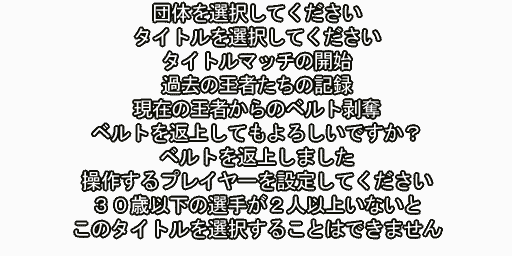 団体を選択してください
タイトルを選択してください
タイトルマッチの開始
過去の王者たちの記録
現在の王者からのベルト剥奪
ベルトを返上してもよろしいですか？
ベルトを返上しました
操作するプレイヤーを設定してください
３０歳以下の選手が２人以上いないと
このタイトルを選択することはできません